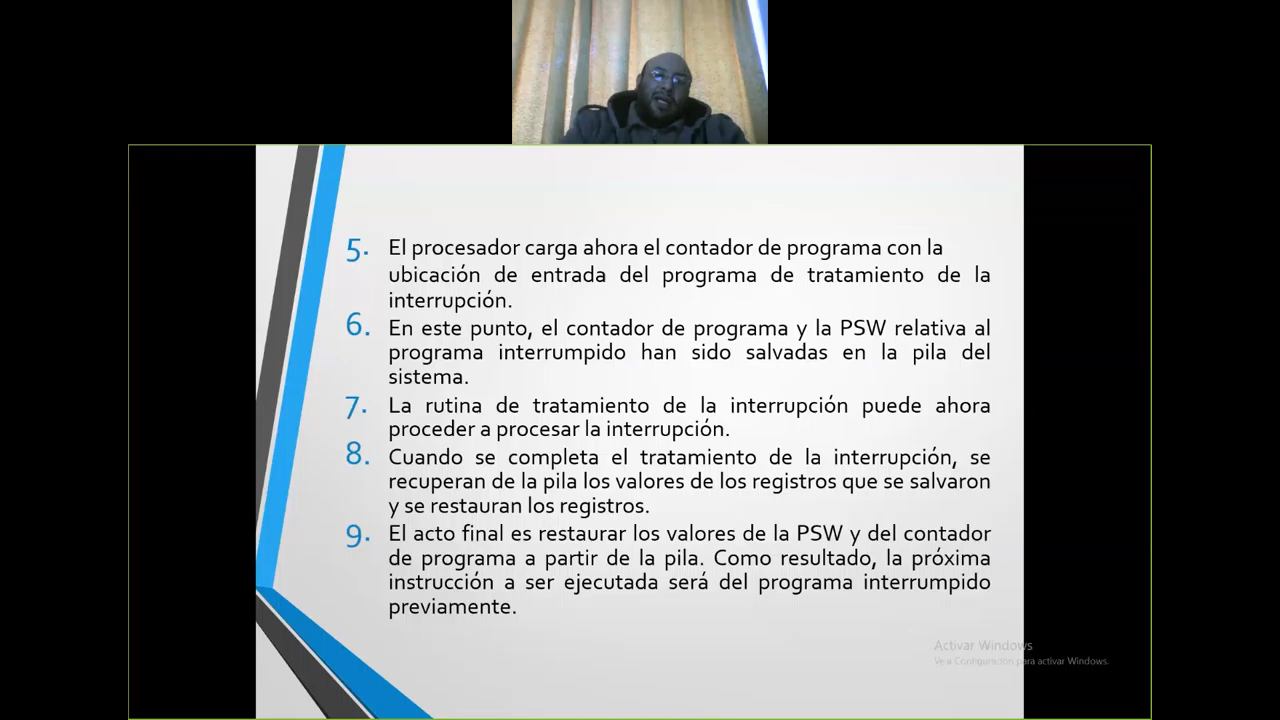 5. El procesador carga ahora el contador de programa con la
ubicación de entrada del programa de tratamiento de la
interrupción.
6. En este punto, el contador de programa y la PSW relativa al
programa interrumpido han sido salvadas en la pila del
sistema.
7. La rutina de tratamiento de la interrupción puede ahora
proceder a procesar la interrupción.
8. Cuando se completa el tratamiento de la interrupción, se
recuperan de la pila los valores de los registros que se salvaron
y se restauran los registros.
9. El acto final es restaurar los valores de la PSW y del contador
de programa a partir de la pila. Como resultado, la próxima
instrucción a ser ejecutada será del programa interrumpido
previamente.
Activar Windows
Ve a Configuración para activar Windows.